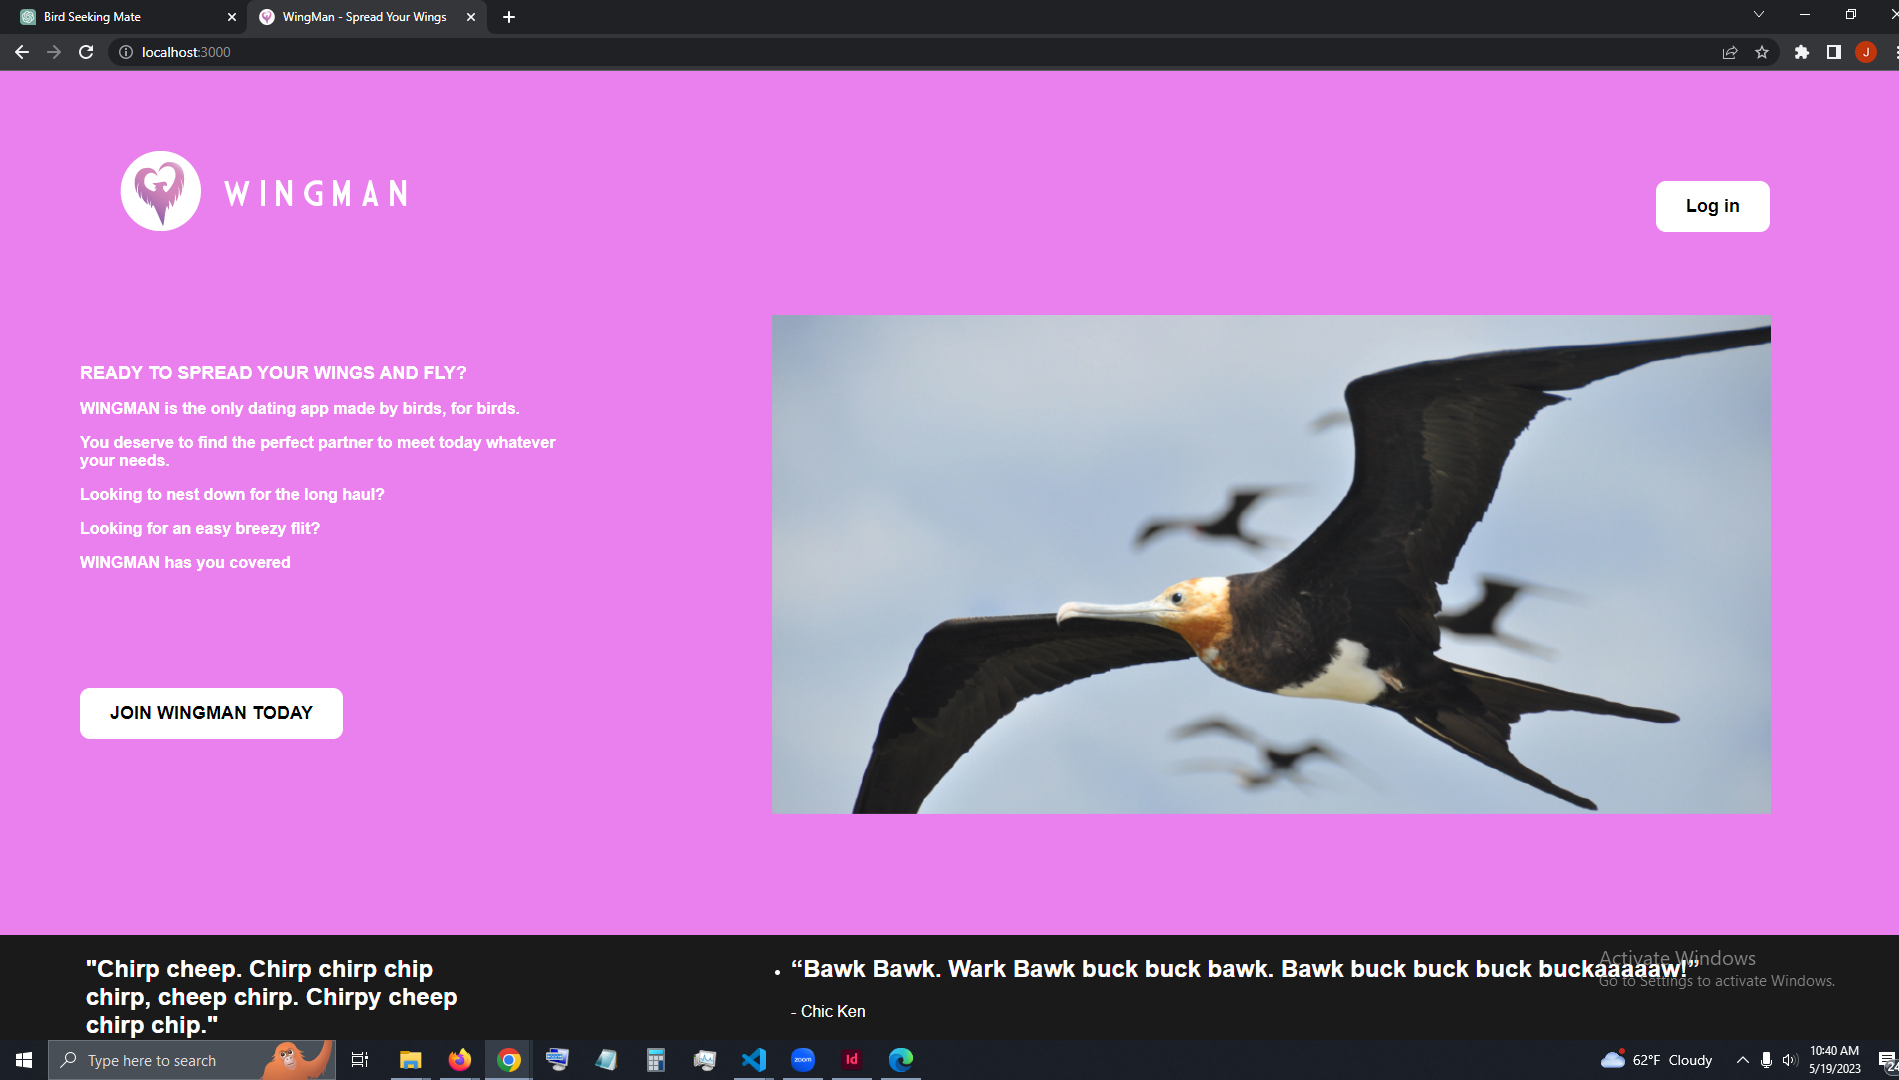 Bird Seeking Mate
WingMan - Spread Your Wings
localhost:3000
J
WINGMAN
Log in
READY TO SPREAD YOUR WINGS AND FLY?
WINGMAN is the only dating app made by birds, for birds.
You deserve to find the perfect partner to meet today whatever
your needs.
Looking to nest down for the long haul?
Looking for an easy breezy flit?
WINGMAN has you covered
JOIN WINGMAN TODAY
"Chirp cheep. Chirp chirp chip
chirp, cheep chirp. Chirpy cheep
chirp chip."
“Bawk Bawk. Wark Bawk buck buck bawk. Bawk buck buck buck buckaaaaaw!”
- Chic Ken
Activate Windows
Go to Settings to activate Windows.
Type here to search
zoom
Id
62°F Cloudy
10:40 AM
5/19/2023